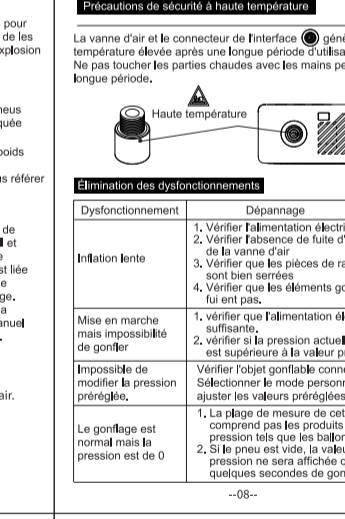 pour
de les
explosion
neus
quée
poids
s référer
de
l et
e
st liée
e
ge.
a
anuel
.
air.
Précautions de sécurité à haute température
La vanne d'air et le connecteur de l'interface géné
température élevée après une longue période d'utilisa
Ne pas toucher les parties chaudes avec les mains pe
longue période.
Haute température
Élimination des dysfonctionnements
Dysfonctionnement
Dépannage
Inflation lente
1. Vérifier l'alimentation électri
2. Vérifier l'absence de fuite d'
de la vanne d'air
3. Vérifier que les pièces de ra
sont bien serrées
4. Vérifier que les éléments go
fui ent pas.
Mise en marche
mais impossibilité
de gonfler
1. vérifier que l'alimentation éle
suffisante.
2. vérifier si la pression actuel
est supérieure à la valeur pr
Impossible de
modifier la pression
préréglée.
Vérifier l'objet gonflable conne
Sélectionner le mode personn
ajuster les valeurs préréglées
Le gonflage est
normal mais la
pression est de 0
1. La plage de mesure de cet
comprend pas les produits
pression tels que les ballon
2. Si le pneu est vide, la valeu
pression ne sera affichée q
quelques secondes de gon
--08--